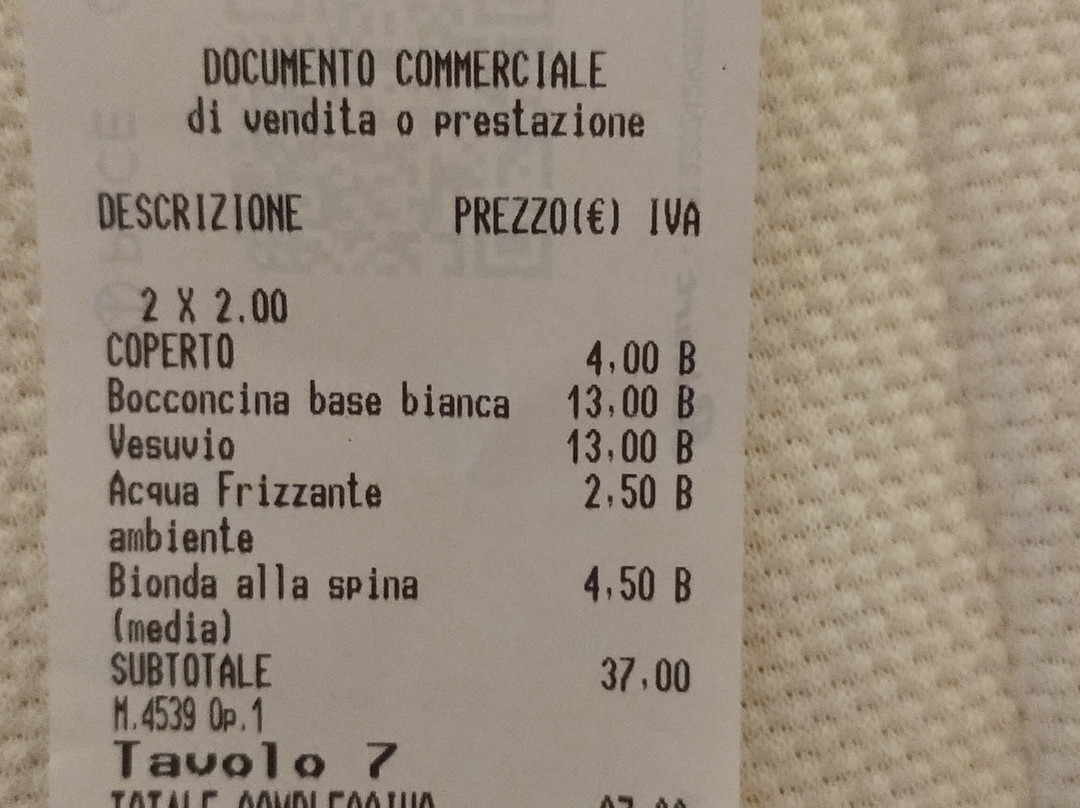 DOCUMENTO COMMERCIALE
di vendita o prestazione
DESCRIZIONE PREZZO(€) IVA
2 X 2.00
COPERTO 4,00 B
Bocconcina base bianca 13,00 B
Vesuvio 13,00 B
Acqua Frizzante 2,50 B
ambiente
Bionda alla spina 4,50 B
(media)
SUBTOTALE 37,00
M.4539 Op.1
Tavolo 7
TOTALE COMPLESSIVO